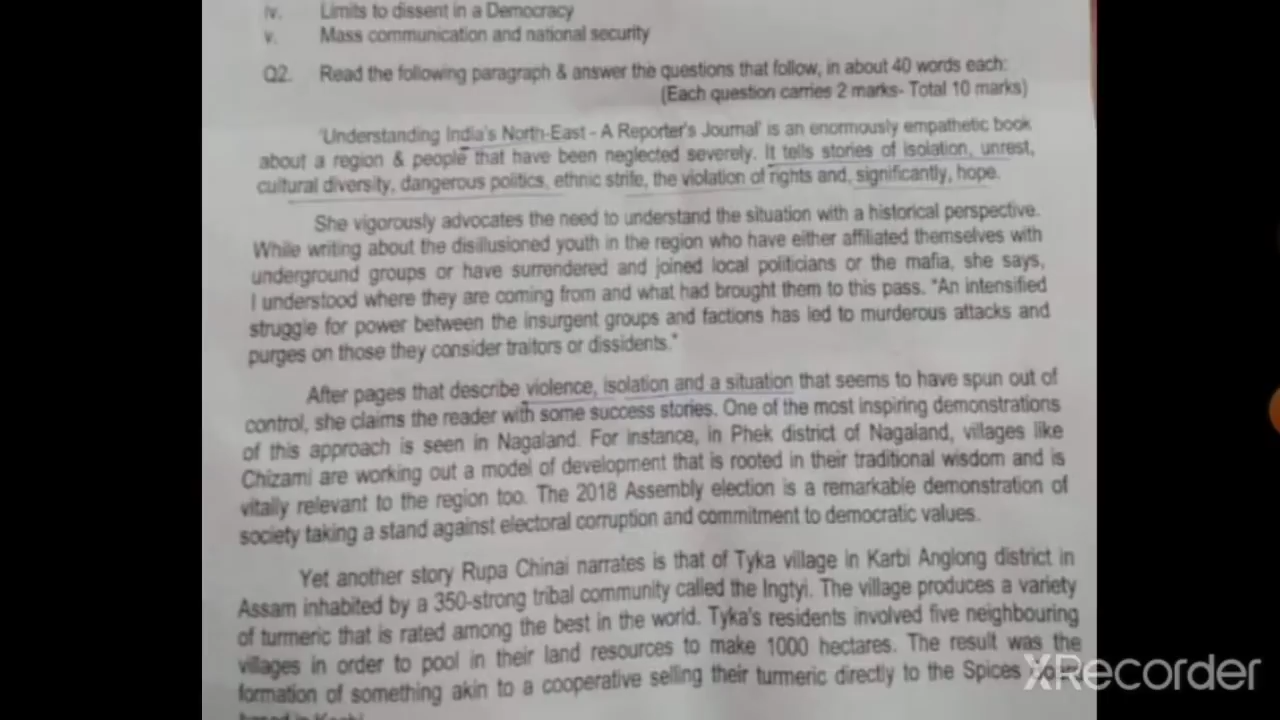 iv. Limits to dissent in a Democracy
v. Mass communication and national security
Q2. Read the following paragraph & answer the questions that follow, in about 40 words each:
(Each question carries 2 marks- Total 10 marks)
'Understanding India's North-East - A Reporter's Journal' is an enormously empathetic book
about a region & people that have been neglected severely. It tells stories of isolation, unrest,
cultural diversity, dangerous politics, ethnic strife, the violation of rights and, significantly, hope.
She vigorously advocates the need to understand the situation with a historical perspective.
While writing about the disillusioned youth in the region who have either affiliated themselves with
underground groups or have surrendered and joined local politicians or the mafia, she says,
I understood where they are coming from and what had brought them to this pass. "An intensified
struggle for power between the insurgent groups and factions has led to murderous attacks and
purges on those they consider traitors or dissidents."
After pages that describe violence, isolation and a situation that seems to have spun out of
control, she claims the reader with some success stories. One of the most inspiring demonstrations
of this approach is seen in Nagaland. For instance, in Phek district of Nagaland, villages like
Chizami are working out a model of development that is rooted in their traditional wisdom and is
vitally relevant to the region too. The 2018 Assembly election is a remarkable demonstration of
society taking a stand against electoral corruption and commitment to democratic values.
Yet another story Rupa Chinai narrates is that of Tyka village in Karbi Anglong district in
Assam inhabited by a 350-strong tribal community called the Ingtyi. The village produces a variety
of turmeric that is rated among the best in the world. Tyka's residents involved five neighbouring
villages in order to pool in their land resources to make 1000 hectares. The result was the
formation of something akin to a cooperative selling their turmeric directly to the Spices
XRecorder